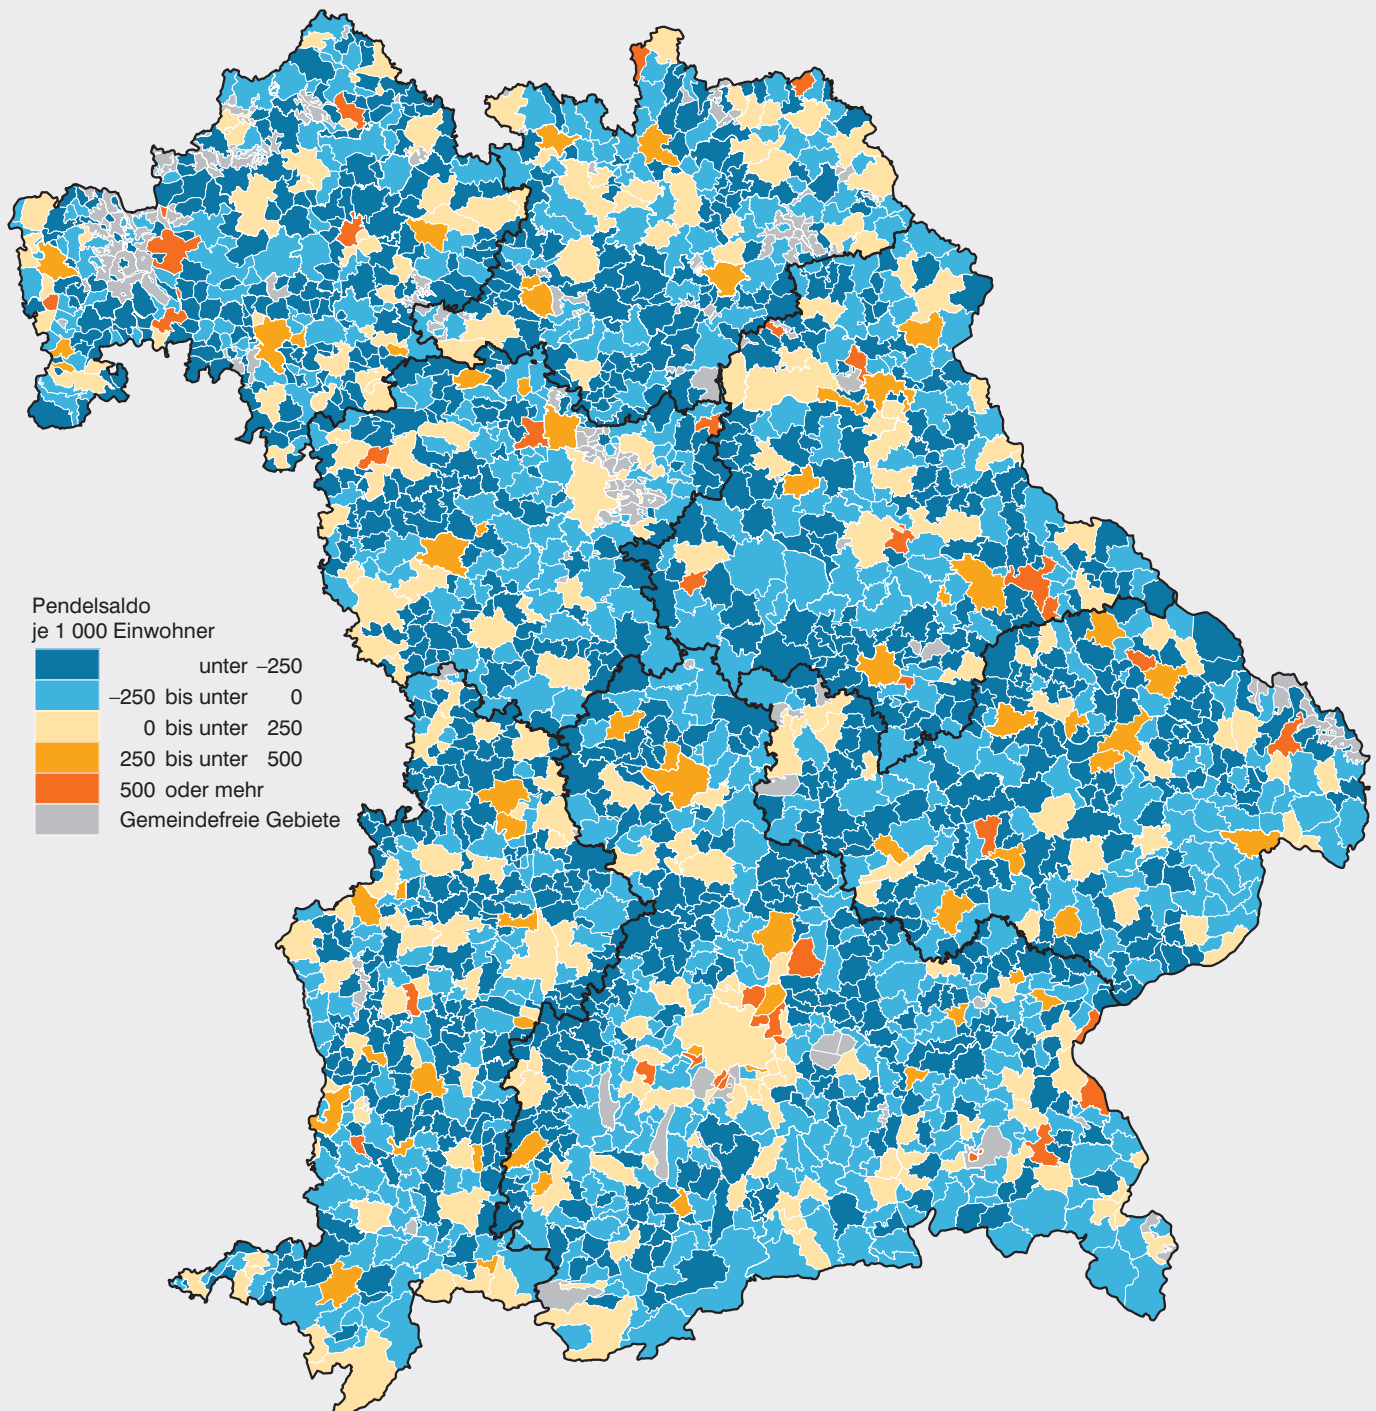 Pendelsaldo
je 1 000 Einwohner
unter –250
–250 bis unter 0
0 bis unter 250
250 bis unter 500
500 oder mehr
Gemeindefreie Gebiete